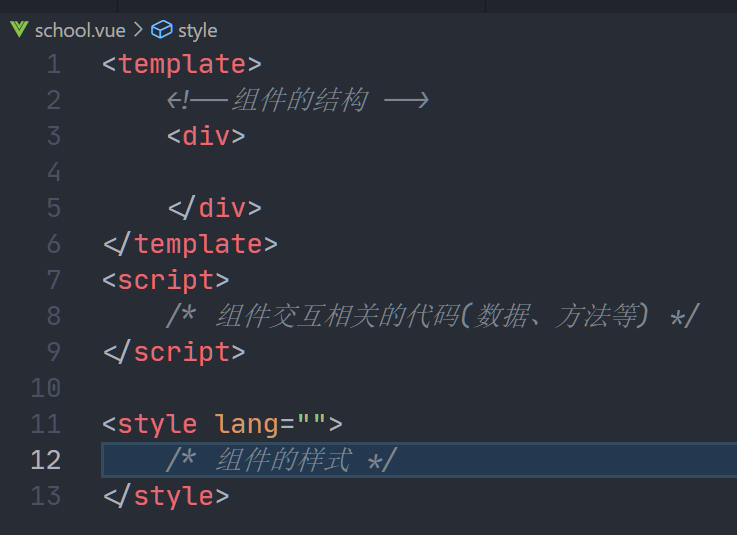 school.vue > style
1 <template>
2     <!-- 组件的结构 -->
3     <div>
4
5     </div>
6 </template>
7 <script>
8     /* 组件交互相关的代码(数据、方法等) */
9 </script>
10
11 <style lang="">
12     /* 组件的样式 */
13 </style>